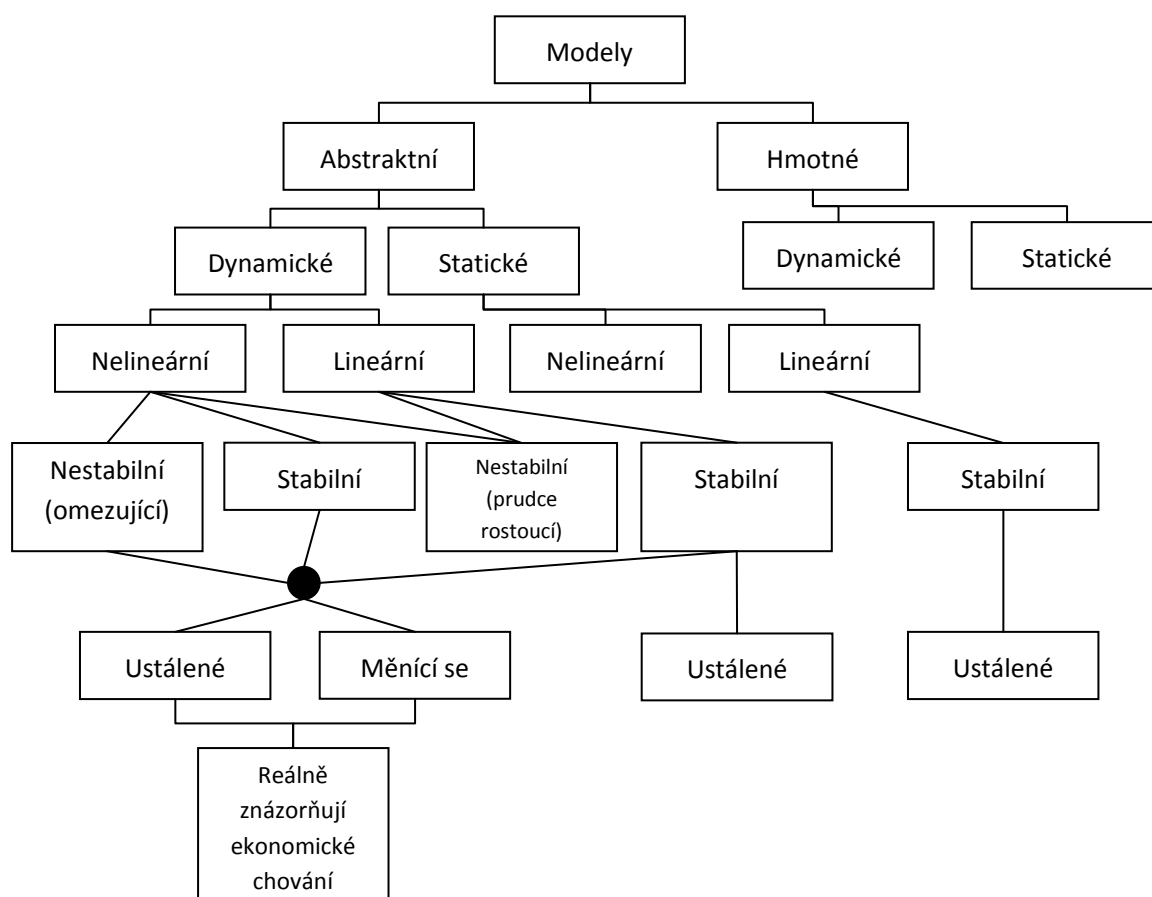 Modely
Abstraktní
Hmotné
Dynamické
Statické
Dynamické
Statické
Nelineární
Lineární
Nelineární
Lineární
Nestabilní
(omezující)
Stabilní
Nestabilní
(prudce
rostoucí)
Stabilní
Stabilní
Ustálené
Měnící se
Ustálené
Ustálené
Reálně
znázorňují
ekonomické
chování